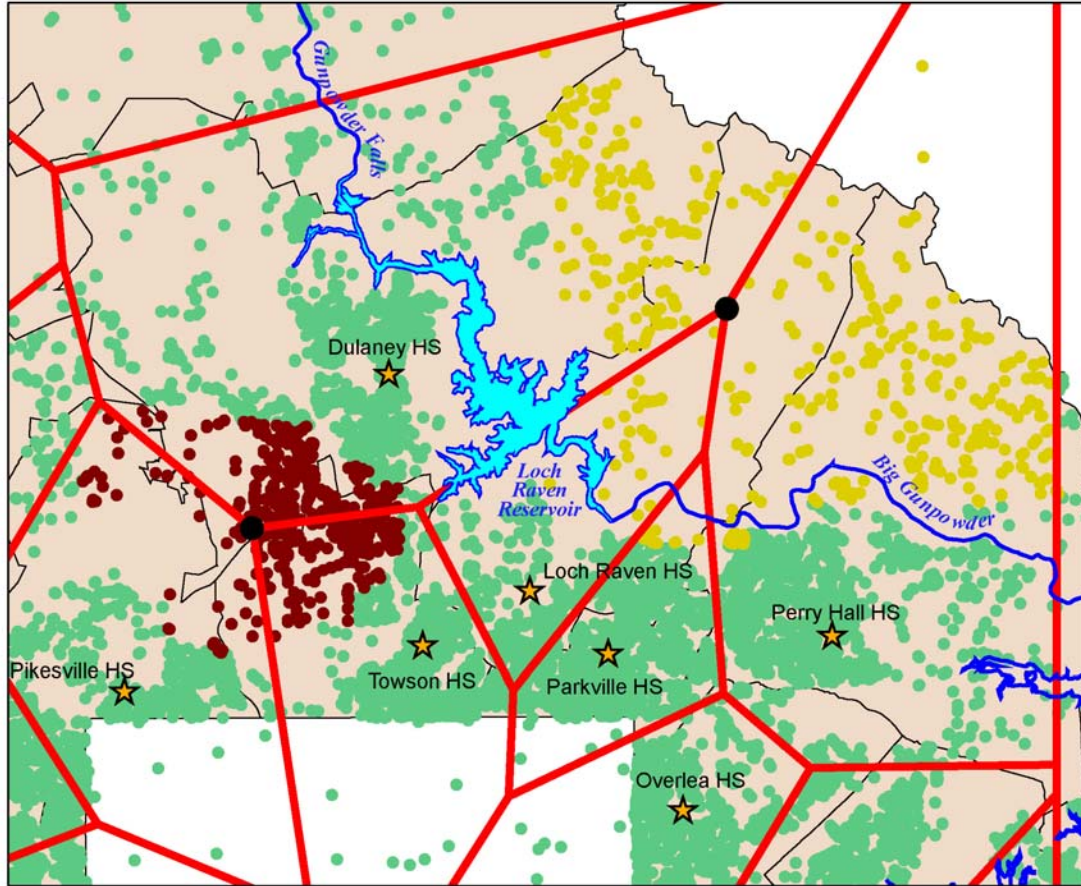 Gunpowder Falls
Dulaney HS
Loch
Raven
Reservoir
Big Gunpowder
Loch Raven HS
Perry Hall HS
Pikesville HS
Towson HS
Parkville HS
Overlea HS